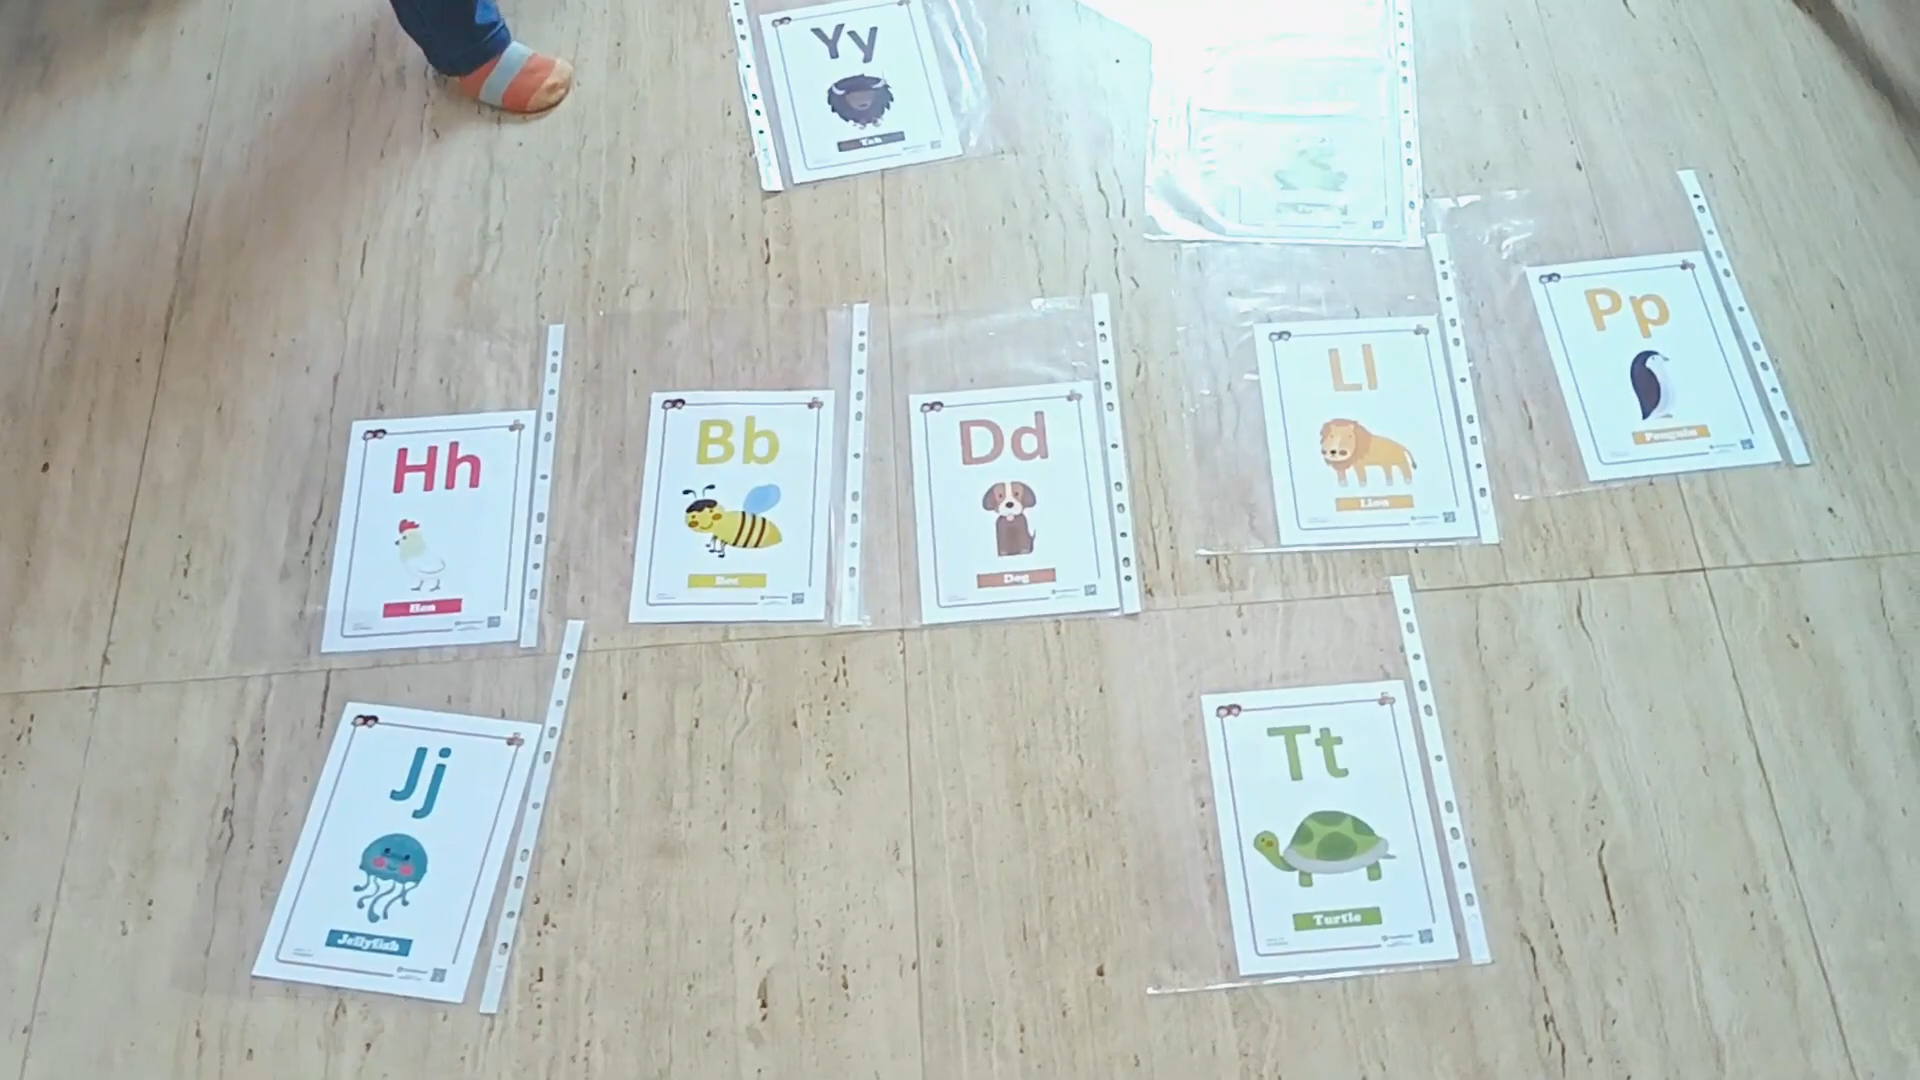 Yy
Yak
Pp
Penguin
Ll
Lion
Hh
Hen
Bb
Bee
Dd
Dog
Jj
Jellyfish
Tt
Turtle